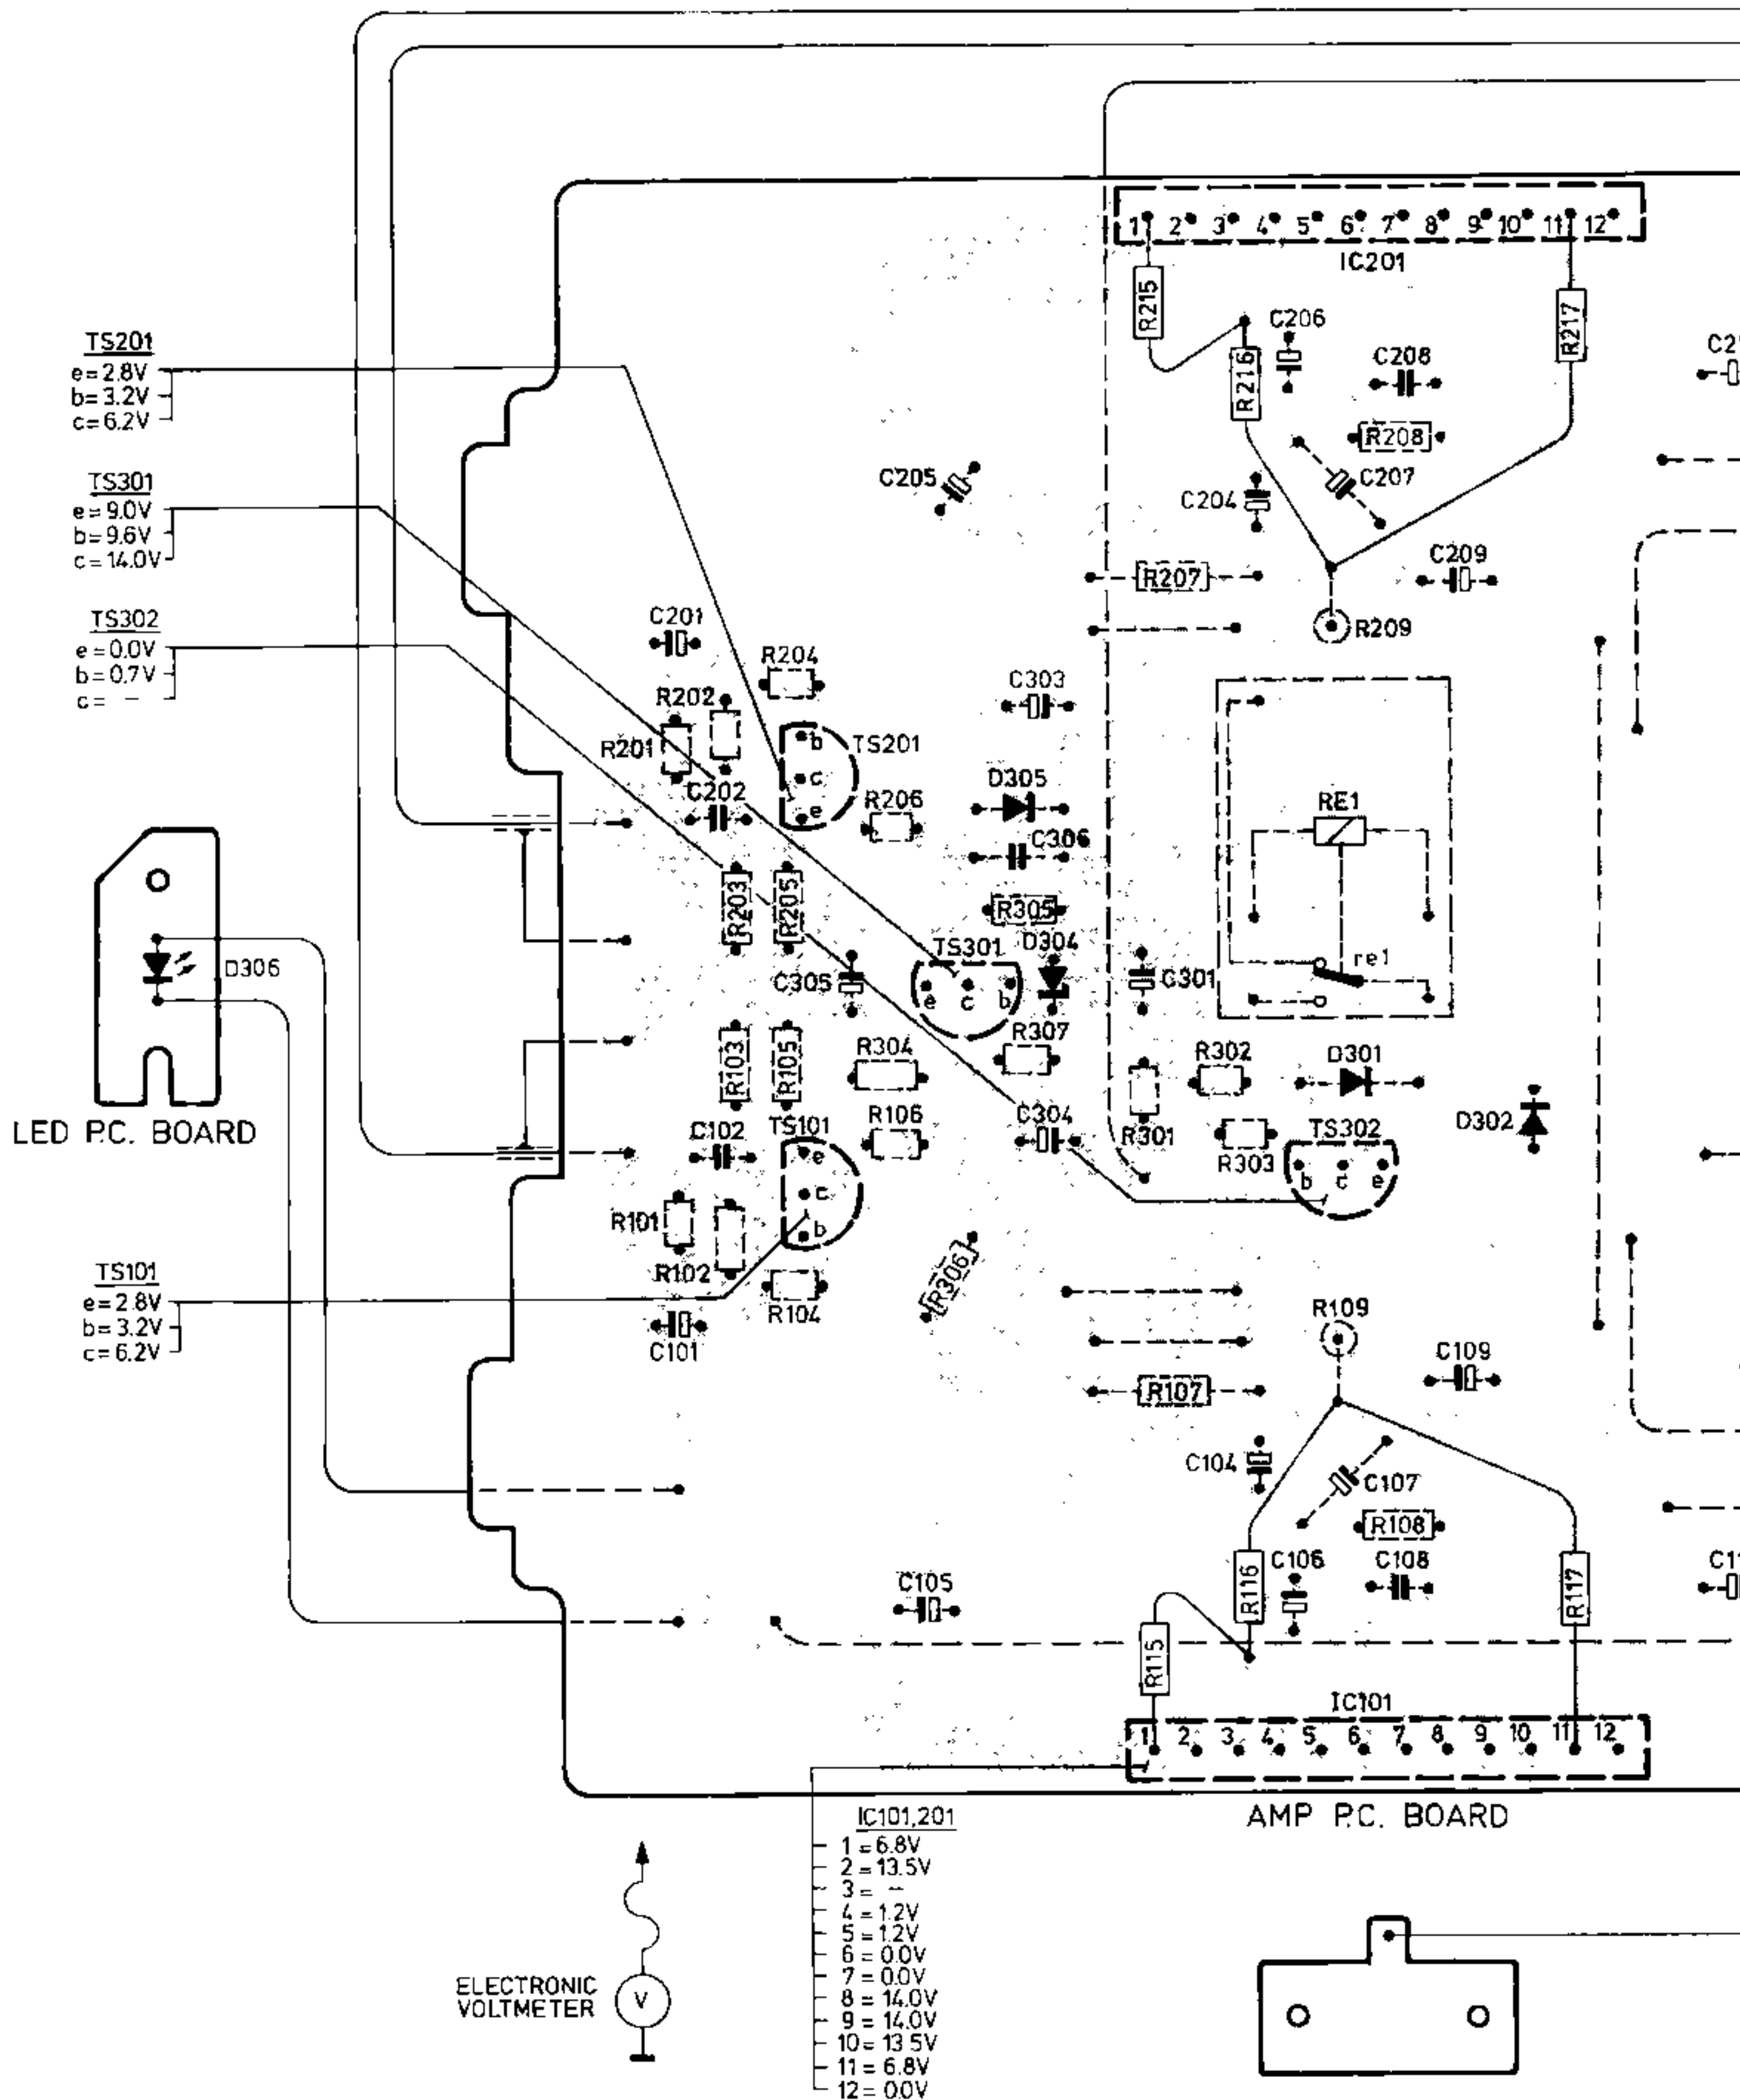 1 2 3 4 5 6 7 8 9 10 11 12
IC201
R215
C206
R217
TS201
e=2.8V
b=3.2V
c=6.2V
R216
C208
R208
C205
C207
C204
TS301
e=9.0V
b=9.6V
c=14.0V
C209
R207
TS302
e=0.0V
b=0.7V
c= –
C201
R209
R204
C303
R202
R201
b
TS201
c
e
C202
R206
D305
RE1
C306
R203
R205
R305
TS301
D304
D306
re1
C305
C301
e c b
R307
R304
R302
D301
R103
R105
LED P.C. BOARD
C102
TS101
R106
C304
R301
R303
TS302
D302
e
c
b
b c e
R101
R102
R306
TS101
e=2.8V
b=3.2V
c=6.2V
R104
R109
C101
C109
R107
C104
C107
R108
C105
R116
C106
C108
R117
R115
IC101
1 2 3 4 5 6 7 8 9 10 11 12
AMP P.C. BOARD
IC101,201
1=6.8V
2=13.5V
3= –
4=1.2V
5=1.2V
6=0.0V
7=0.0V
8=14.0V
9=14.0V
10=13.5V
11=6.8V
12=0.0V
ELECTRONIC
VOLTMETER
V